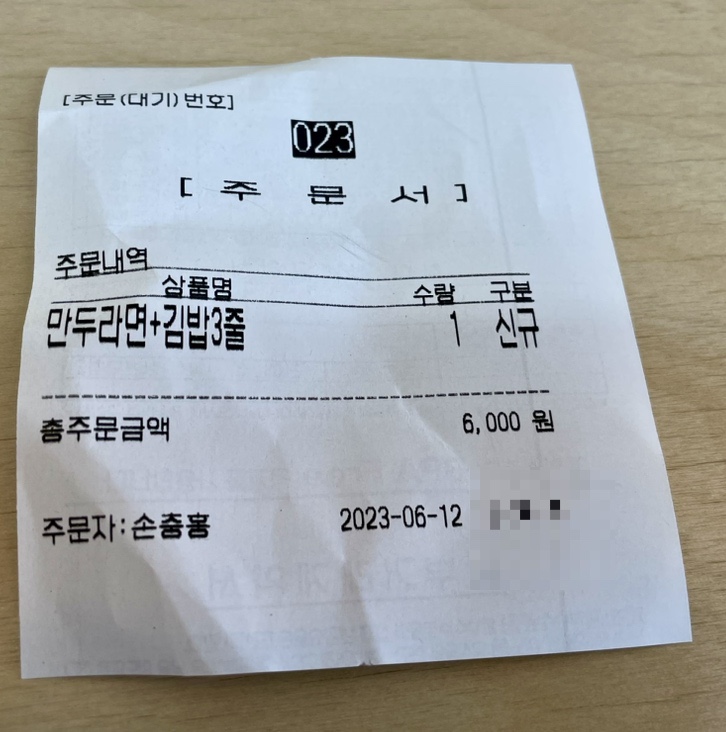 [주문(대기)번호]
023
[ 주 문 서 ]
주문내역
상품명 수량 구분
만두라면+김밥3줄 1 신규
총주문금액 6,000 원
주문자:손충홍 2023-06-12